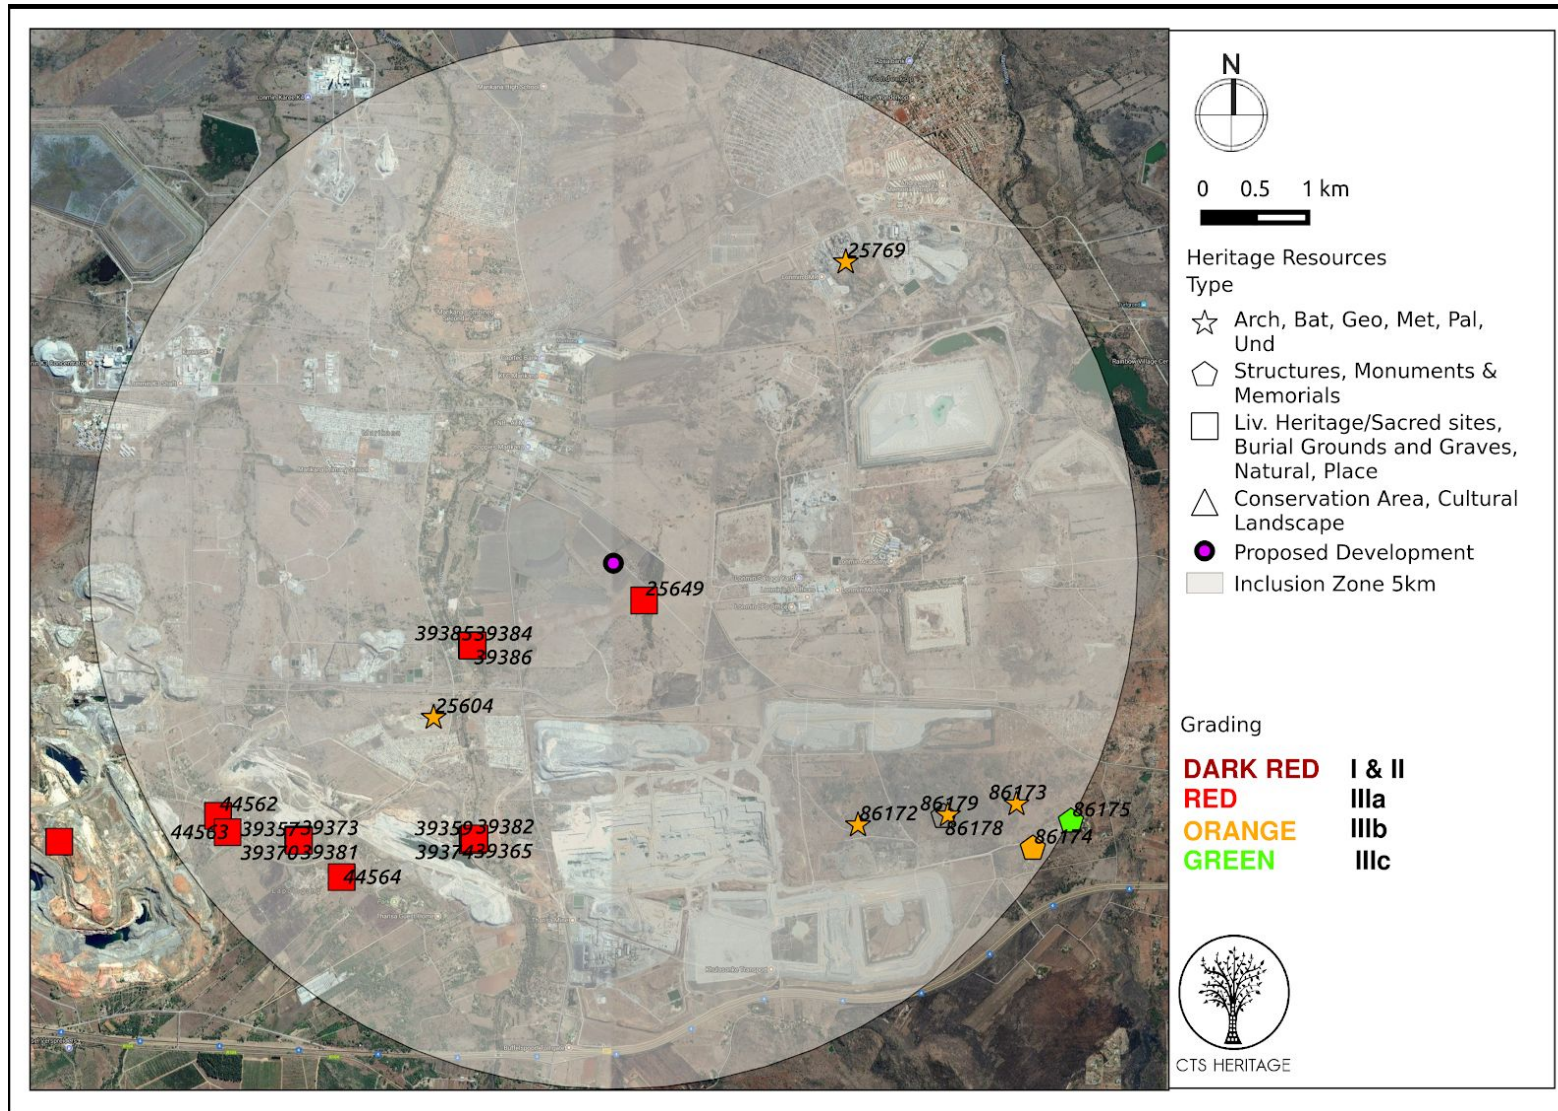 25769
25649
3938539384
39386
25604
44562
44563
3935739373
3937039381
44564
3935939382
3937439365
86172
86179
86178
86173
86175
86174
N
0 0.5 1 km
Heritage Resources
Type
Arch, Bat, Geo, Met, Pal,
Und
Structures, Monuments &
Memorials
Liv. Heritage/Sacred sites,
Burial Grounds and Graves,
Natural, Place
Conservation Area, Cultural
Landscape
Proposed Development
Inclusion Zone 5km
Grading
DARK RED I & II
RED IIIa
ORANGE IIIb
GREEN IIIc
CTS HERITAGE